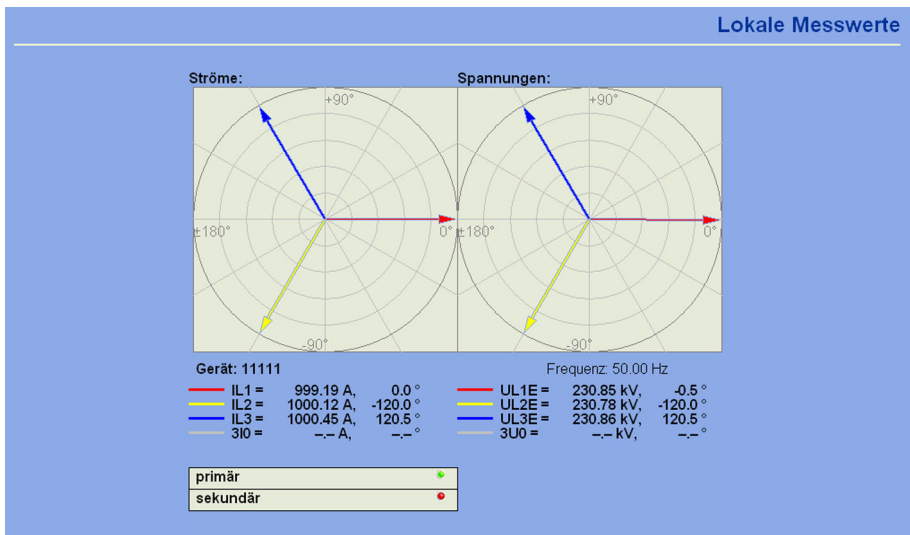 Lokale Messwerte
Ströme: Spannungen:
+90° +90°
±180° 0° ±180° 0°
-90° -90°
Gerät: 11111 Frequenz: 50.00 Hz
IL1 = 999.19 A, 0.0 ° UL1E = 230.85 kV, -0.5 °
IL2 = 1000.12 A, -120.0 ° UL2E = 230.78 kV, -120.0 °
IL3 = 1000.45 A, 120.5 ° UL3E = 230.86 kV, 120.5 °
3I0 = –.– A, –.– ° 3U0 = –.– kV, –.– °
primär
sekundär